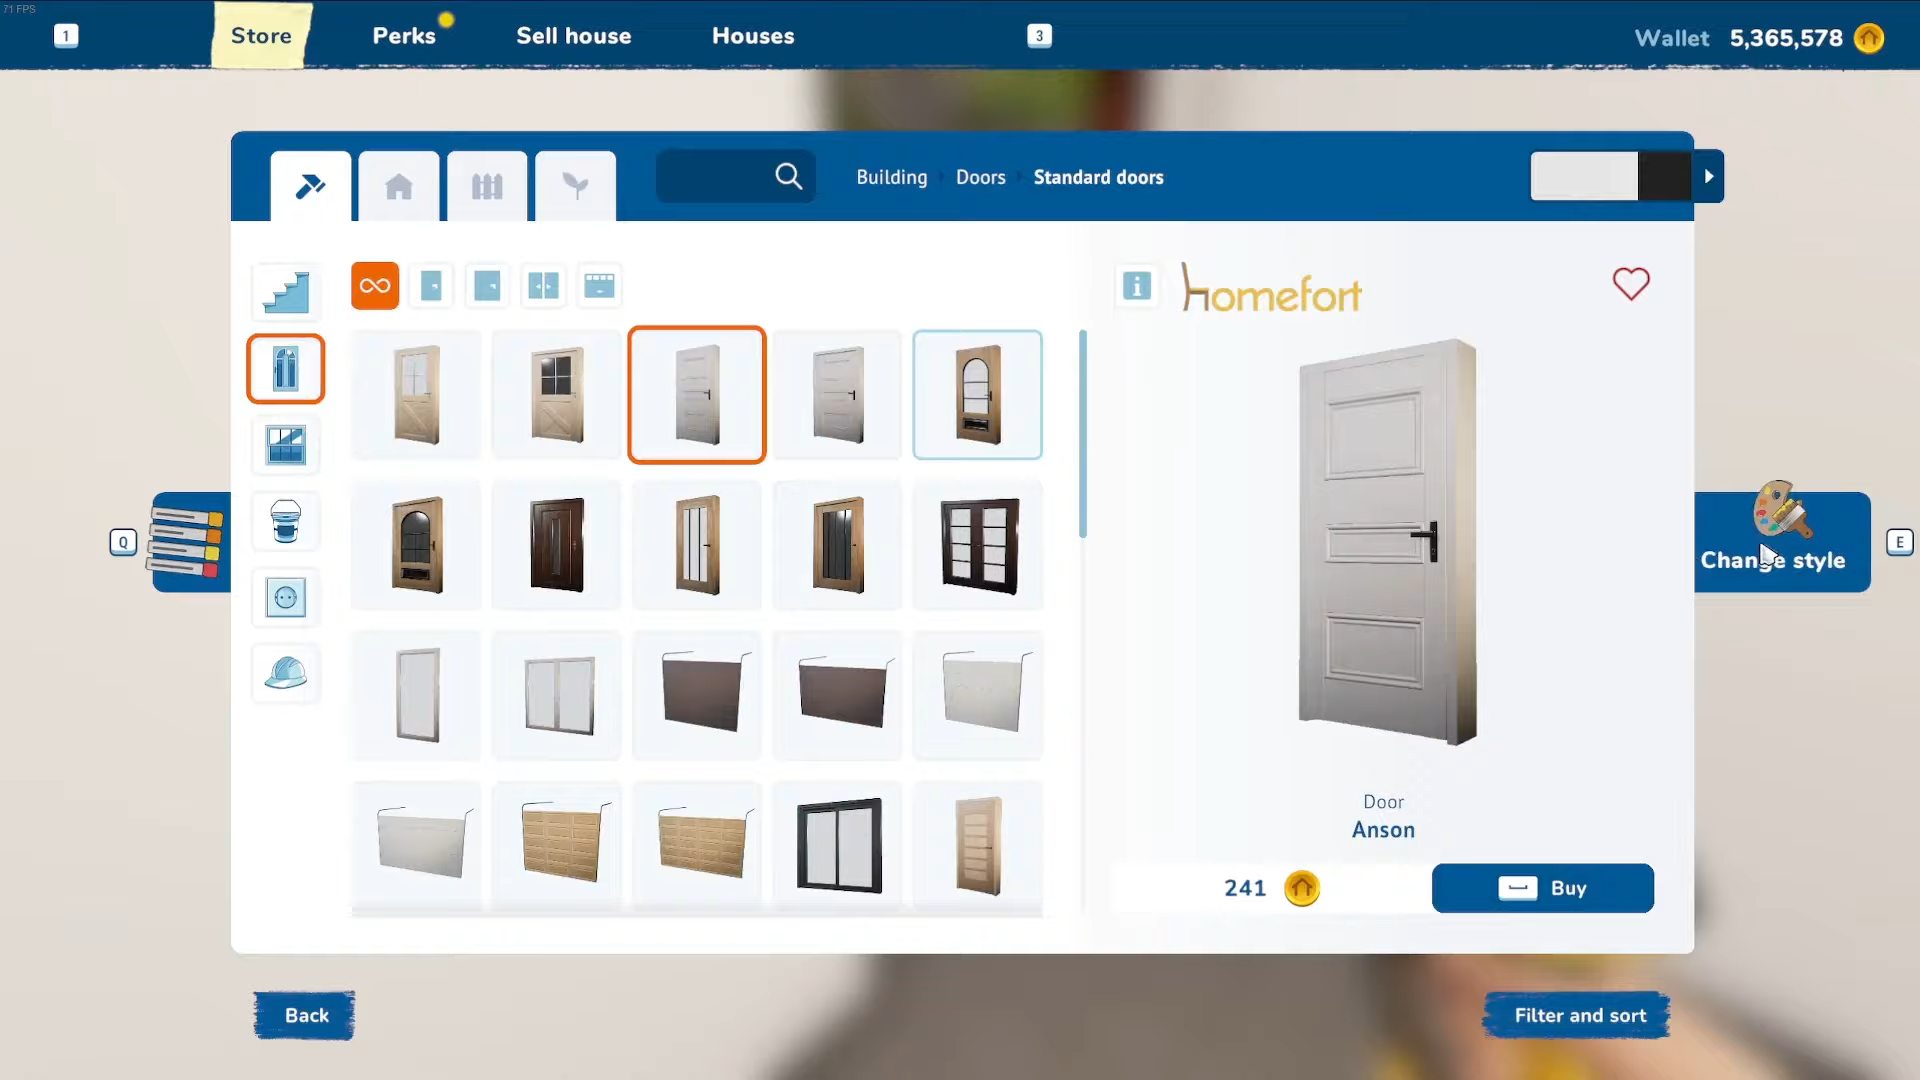 71 FPS
1
Store
Perks
Sell house
Houses
3
Wallet 5,365,578
Building
Doors
Standard doors
homefort
Q
Change style
E
Door
Anson
241
Buy
Back
Filter and sort